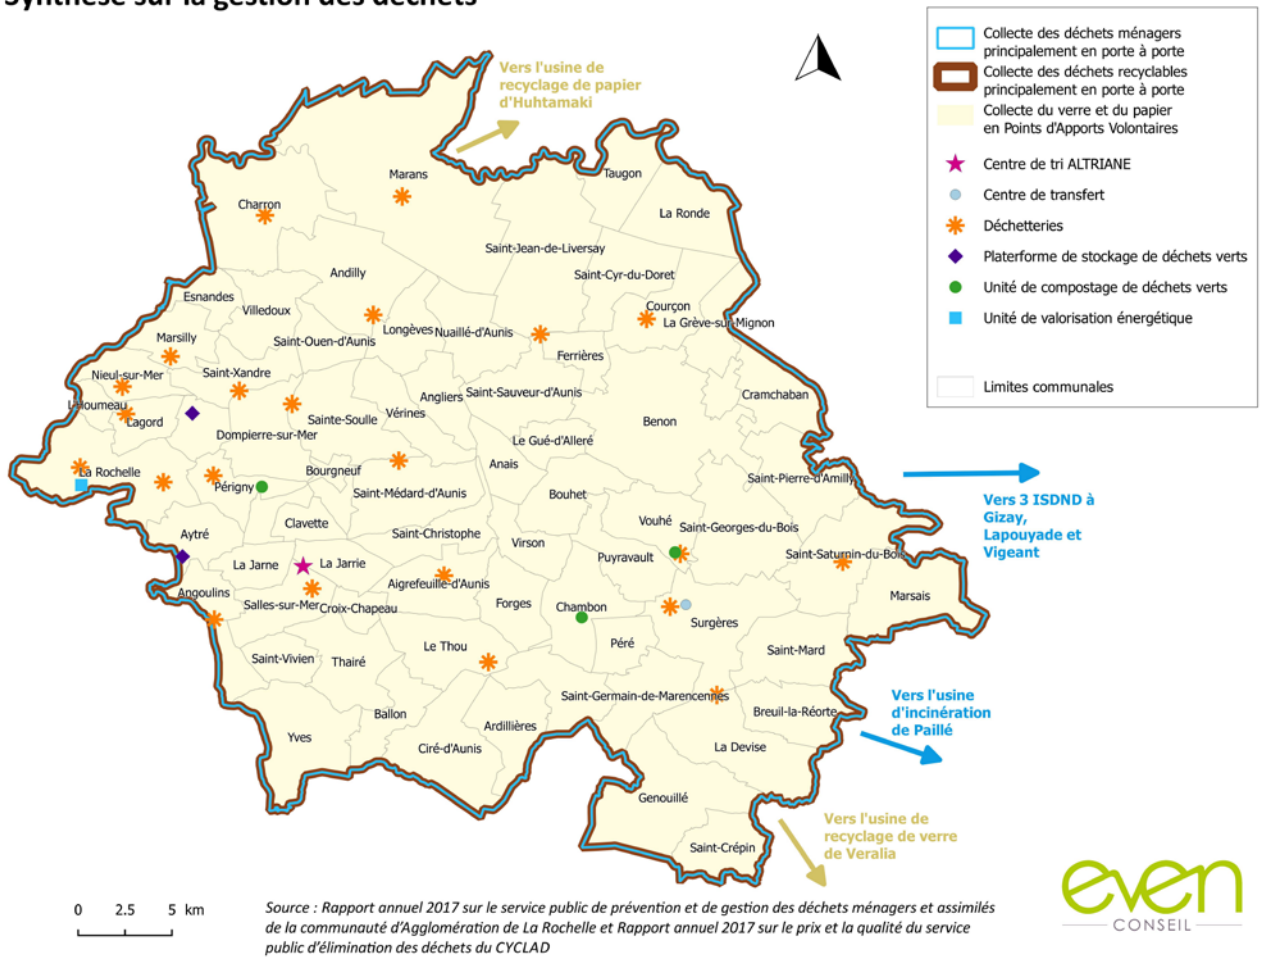 Synthèse sur la gestion des déchets
Collecte des déchets ménagers
principalement en porte à porte
Collecte des déchets recyclables
principalement en porte à porte
Collecte du verre et du papier
en Points d'Apports Volontaires
Centre de tri ALTRIANE
Centre de transfert
Déchetteries
Platerforme de stockage de déchets verts
Unité de compostage de déchets verts
Unité de valorisation énergétique
Limites communales
Vers l'usine de
recyclage de papier
d'Huhtamaki
Marans
Taugon
Charron
La Ronde
Saint-Jean-de-Liversay
Andilly
Saint-Cyr-du-Doret
Esnandes
Villedoux
Courçon
La Grève-sur-Mignon
Longèves
Nuaillé-d'Aunis
Marsilly
Saint-Ouen-d'Aunis
Ferrières
Nieul-sur-Mer
Saint-Xandre
Angliers
Saint-Sauveur-d'Aunis
Cramchaban
L'Houmeau
Lagord
Sainte-Soulle
Vérines
Benon
Dompierre-sur-Mer
Le Gué-d'Alleré
La Rochelle
Bourgneuf
Anais
Saint-Pierre-d'Amilly
Périgny
Saint-Médard-d'Aunis
Bouhet
Vers 3 ISDND à
Gizay,
Lapouyade et
Vigeant
Clavette
Vouhé
Saint-Georges-du-Bois
Aytré
Saint-Christophe
Virson
Puyravault
Saint-Saturnin-du-Bois
La Jarne
La Jarrie
Aigrefeuille-d'Aunis
Angoulins
Marsais
Salles-sur-Mer
Croix-Chapeau
Forges
Chambon
Surgères
Le Thou
Péré
Saint-Mard
Saint-Vivien
Thairé
Saint-Germain-de-Marencennes
Breuil-la-Réorte
Vers l'usine
d'incinération
de Paillé
Ballon
Ardillières
Yves
Ciré-d'Aunis
La Devise
Genouillé
Saint-Crépin
Vers l'usine de
recyclage de verre
de Veralia
0 2.5 5 km
Source : Rapport annuel 2017 sur le service public de prévention et de gestion des déchets ménagers et assimilés
de la communauté d'Agglomération de La Rochelle et Rapport annuel 2017 sur le prix et la qualité du service
public d'élimination des déchets du CYCLAD
even
CONSEIL